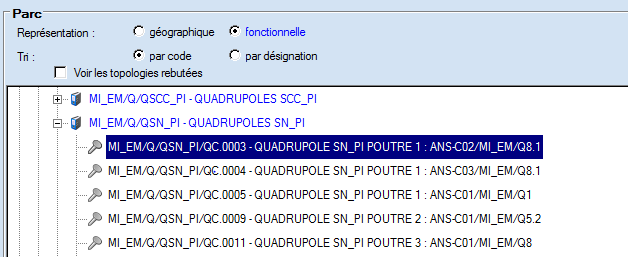 Parc
Représentation : géographique fonctionnelle
Tri : par code par désignation
Voir les topologies rebutées
MI_EM/Q/QSCC_PI - QUADRUPOLES SCC_PI
MI_EM/Q/QSN_PI - QUADRUPOLES SN_PI
MI_EM/Q/QSN_PI/QC.0003 - QUADRUPOLE SN_PI POUTRE 1 : ANS-C02/MI_EM/Q8.1
MI_EM/Q/QSN_PI/QC.0004 - QUADRUPOLE SN_PI POUTRE 1 : ANS-C03/MI_EM/Q8.1
MI_EM/Q/QSN_PI/QC.0005 - QUADRUPOLE SN_PI POUTRE 1 : ANS-C01/MI_EM/Q1
MI_EM/Q/QSN_PI/QC.0009 - QUADRUPOLE SN_PI POUTRE 2 : ANS-C01/MI_EM/Q5.2
MI_EM/Q/QSN_PI/QC.0011 - QUADRUPOLE SN_PI POUTRE 3 : ANS-C01/MI_EM/Q8